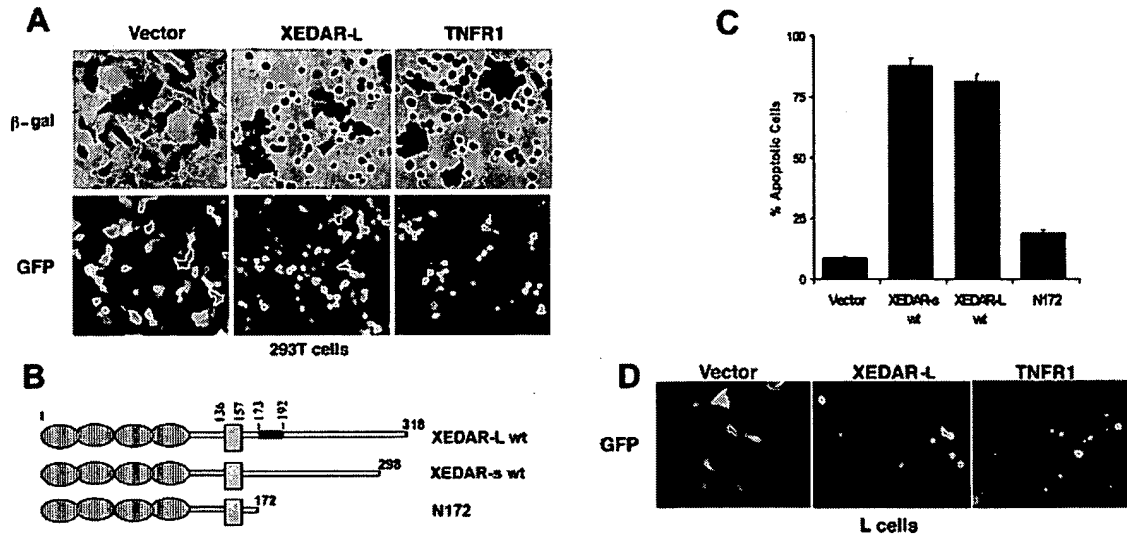 A
Vector XEDAR-L TNFR1
β-gal
GFP
293T cells
B
1 136 157 173 192 318
XEDAR-L wt
298
XEDAR-s wt
172
N172
C
% Apoptotic Cells
100
75
50
25
0
Vector XEDAR-s wt XEDAR-L wt N172
D
Vector XEDAR-L TNFR1
GFP
L cells